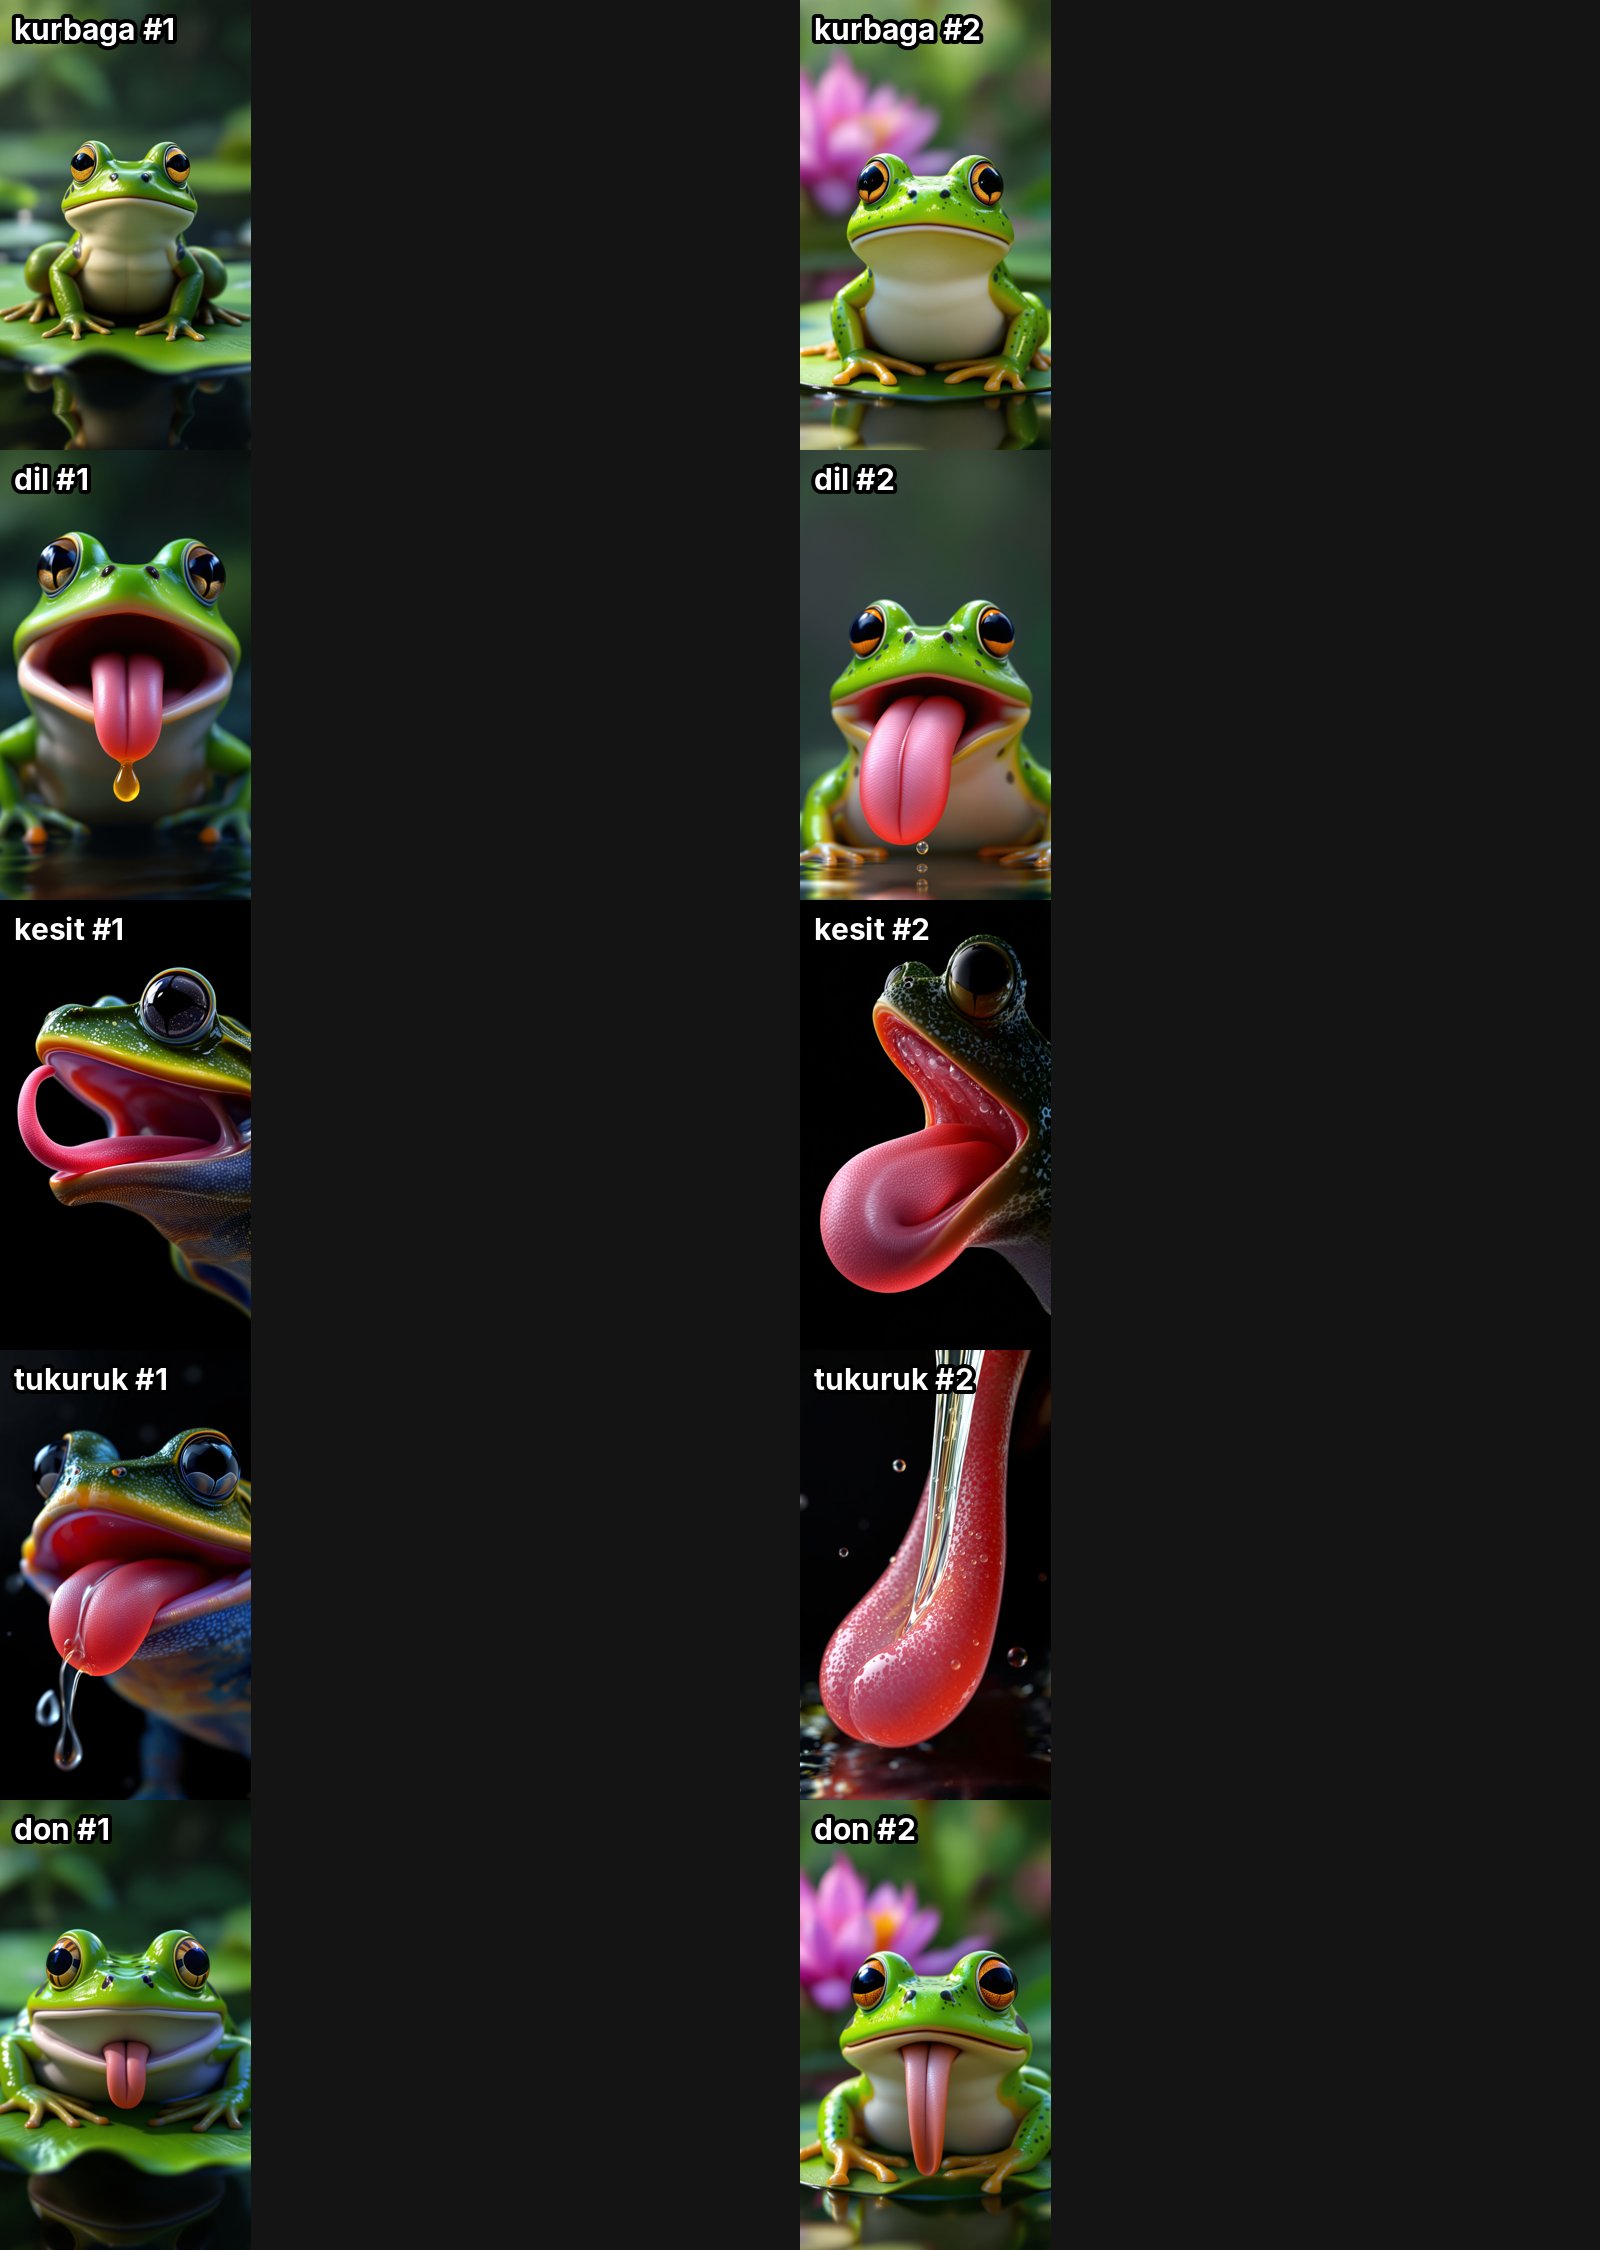 kurbaga #1
kurbaga #2
dil #1
dil #2
kesit #1
kesit #2
tukuruk #1
tukuruk #2
don #1
don #2